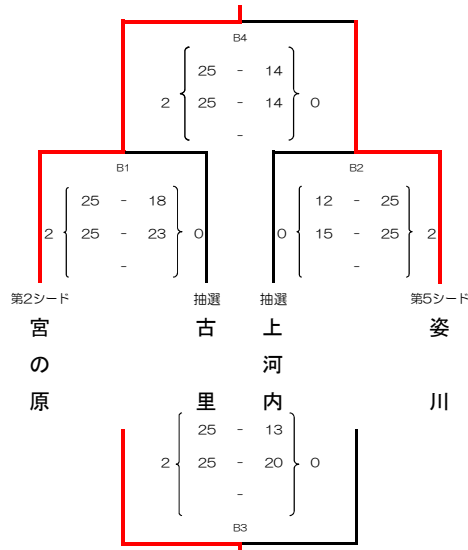 B4
25 - 14
2 25 - 14 0
-
B1 B2
25 - 18 12 - 25
2 25 - 23 0 0 15 - 25 2
- -
第2シード 抽選 抽選 第5シード
宮の原 古里 上河内 姿川
25 - 13
2 25 - 20 0
-
B3